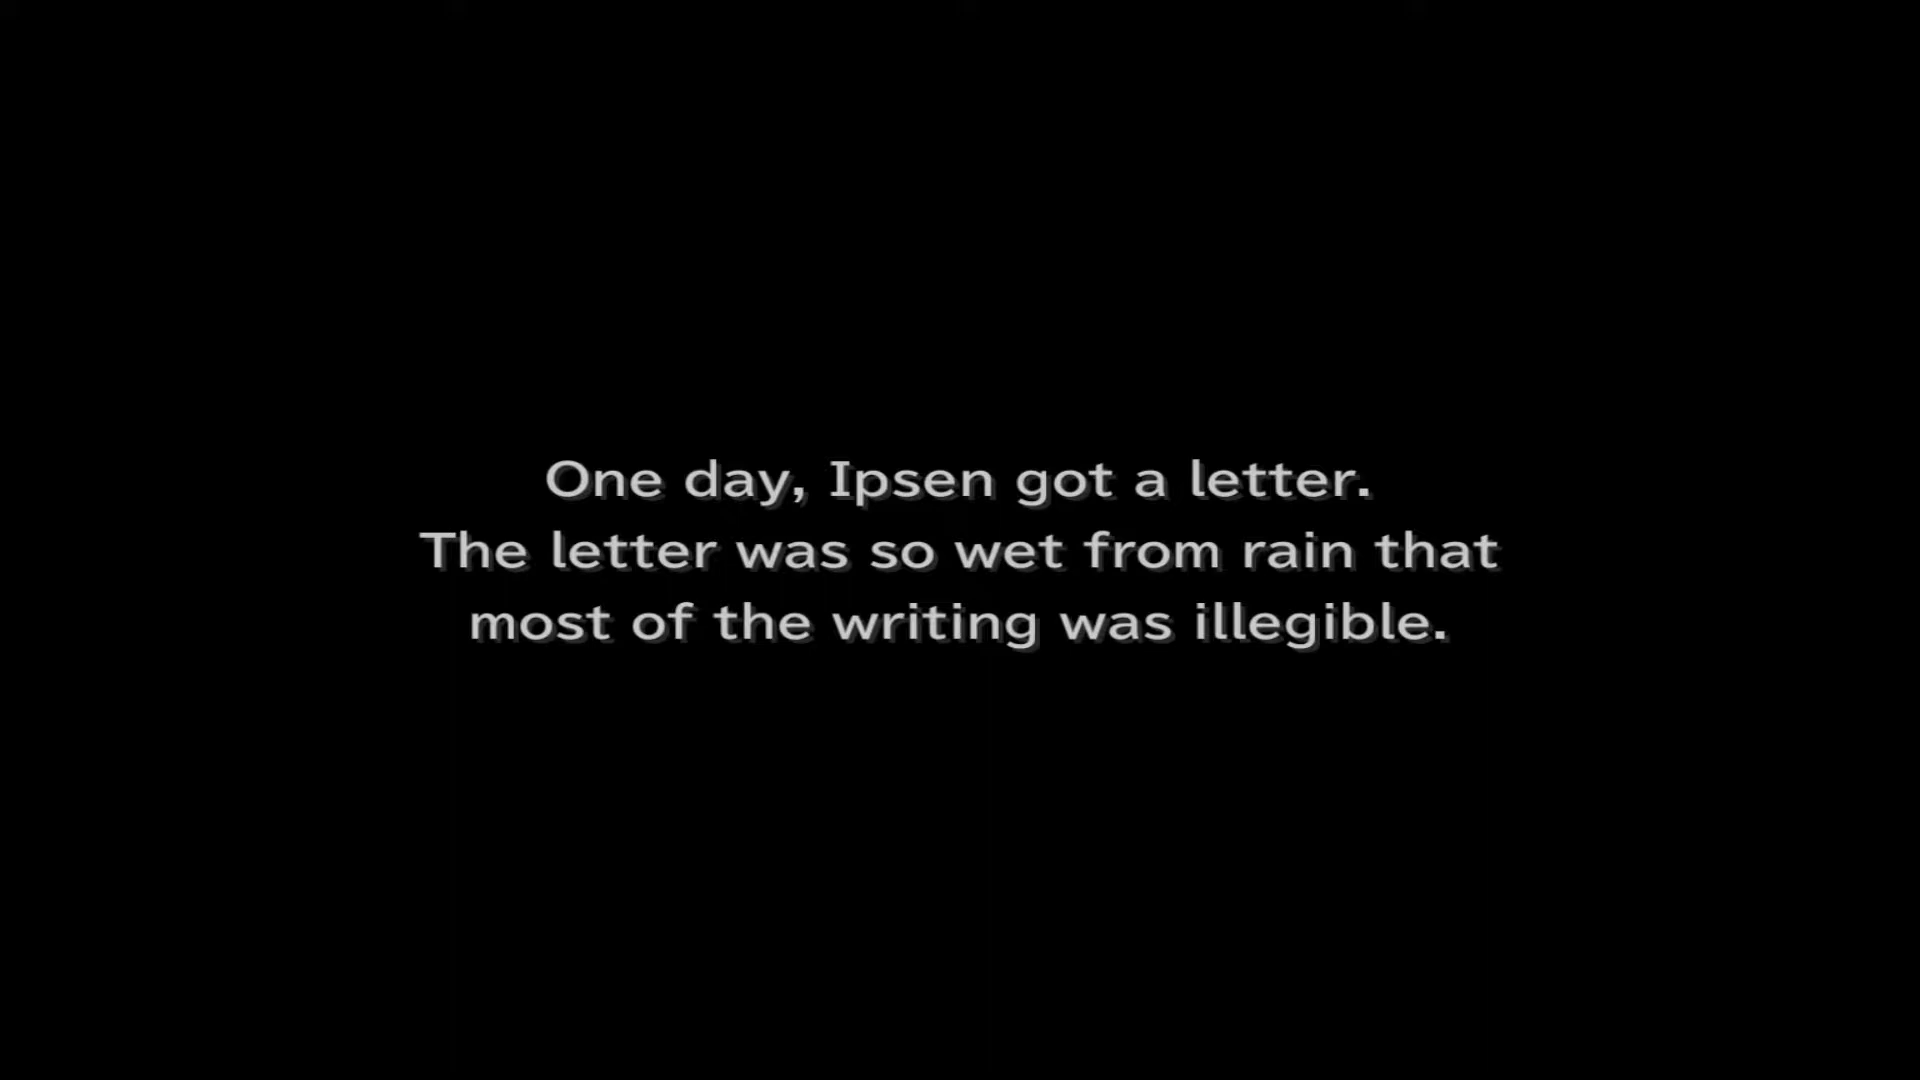 One day, Ipsen got a letter.
The letter was so wet from rain that
most of the writing was illegible.